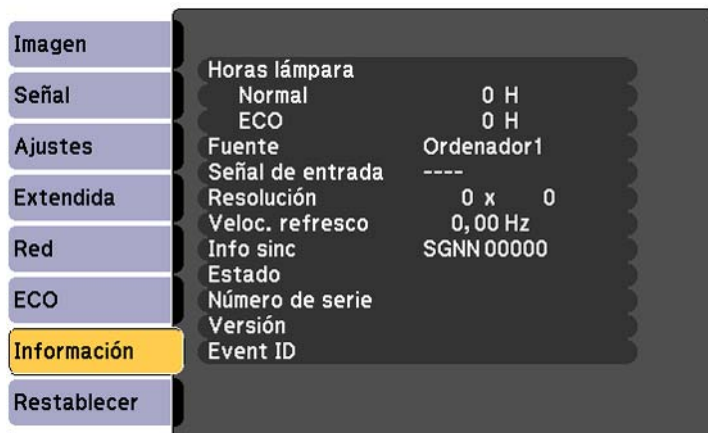 Imagen
Señal
Ajustes
Extendida
Red
ECO
Información
Restablecer
Horas lámpara
Normal 0 H
ECO 0 H
Fuente Ordenador1
Señal de entrada ----
Resolución 0 x 0
Veloc. refresco 0,00 Hz
Info sinc SGNN 00000
Estado
Número de serie
Versión
Event ID